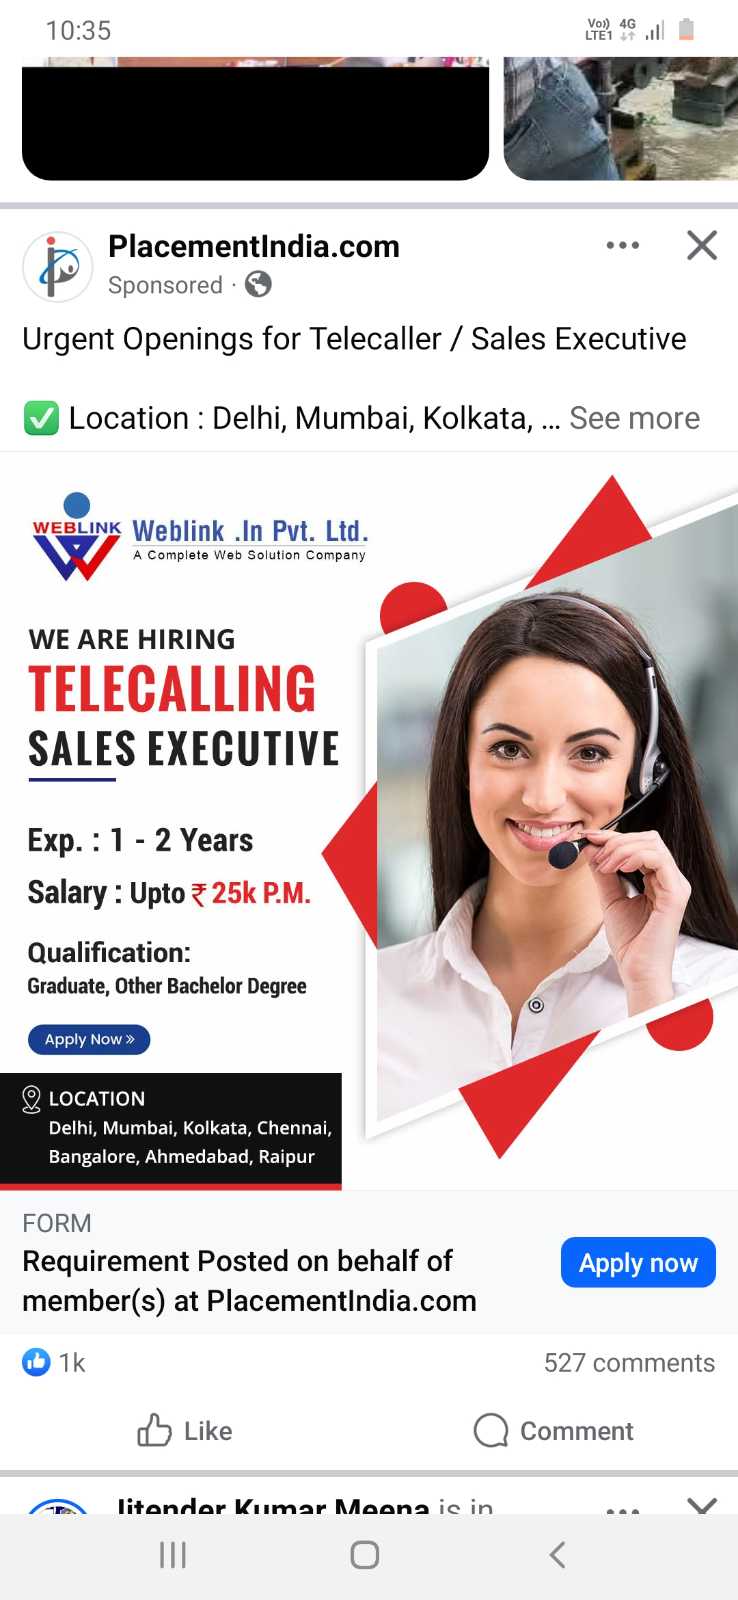 10:35
Vo)) 4G
LTE1
PlacementIndia.com
Sponsored ·
Urgent Openings for Telecaller / Sales Executive
✅ Location : Delhi, Mumbai, Kolkata, ... See more
WEBLINK Weblink .In Pvt. Ltd.
A Complete Web Solution Company
WE ARE HIRING
TELECALLING
SALES EXECUTIVE
Exp. : 1 - 2 Years
Salary : Upto ₹ 25k P.M.
Qualification:
Graduate, Other Bachelor Degree
Apply Now »
LOCATION
Delhi, Mumbai, Kolkata, Chennai,
Bangalore, Ahmedabad, Raipur
FORM
Requirement Posted on behalf of
member(s) at PlacementIndia.com
Apply now
1k
527 comments
Like
Comment
Jitender Kumar Meena is in